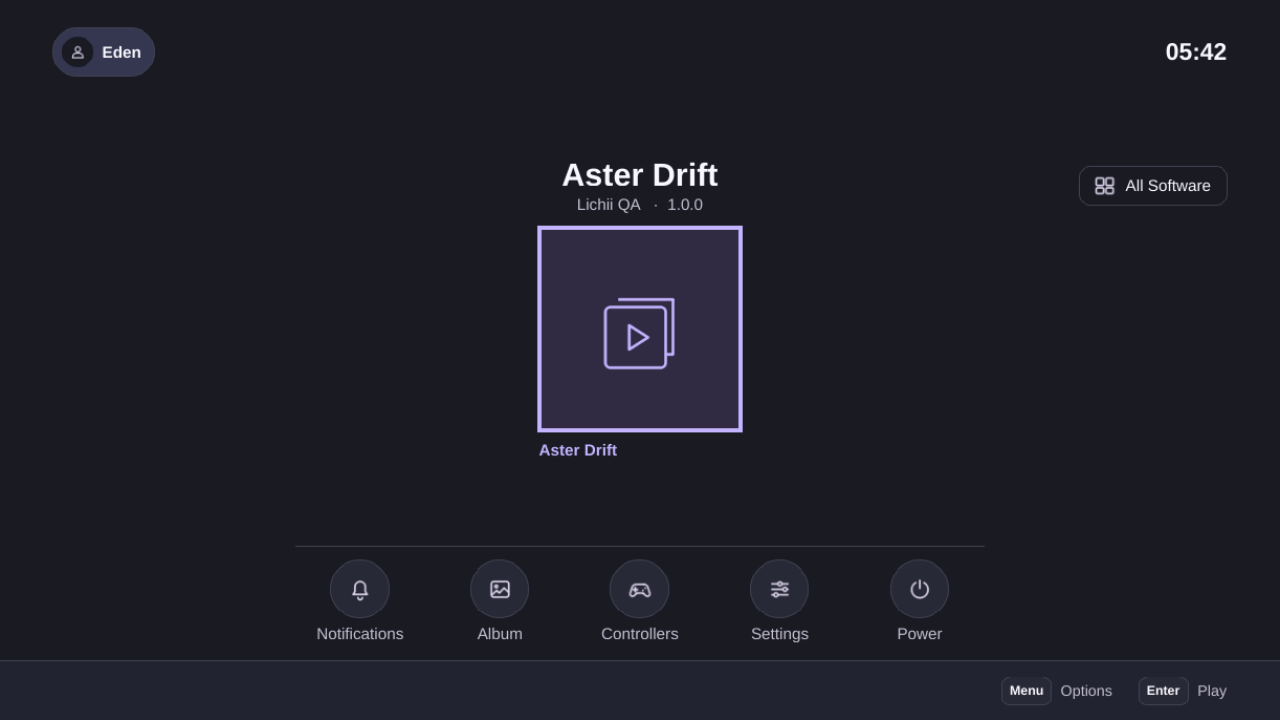 Eden
05:42
Aster Drift
Lichii QA · 1.0.0
All Software
Aster Drift
Notifications
Album
Controllers
Settings
Power
Menu Options
Enter Play